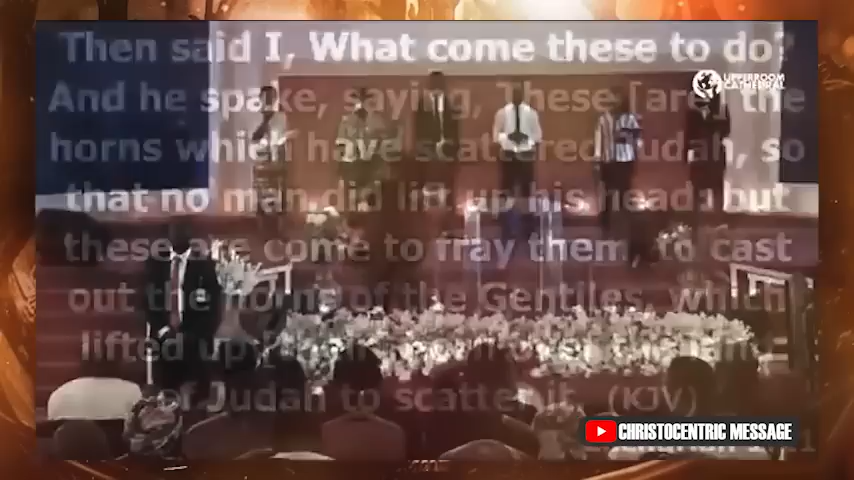 Then said I, What come these to do?
And he spake, saying, These [are] the
horns which have scattered Judah, so
that no man did lift up his head: but
these are come to fray them, to cast
out the horns of the Gentiles, which
lifted up over the
of Judah to scatter it. (KJV)
UPPERROOM
CATHEDRAL
CHRISTOCENTRIC MESSAGE